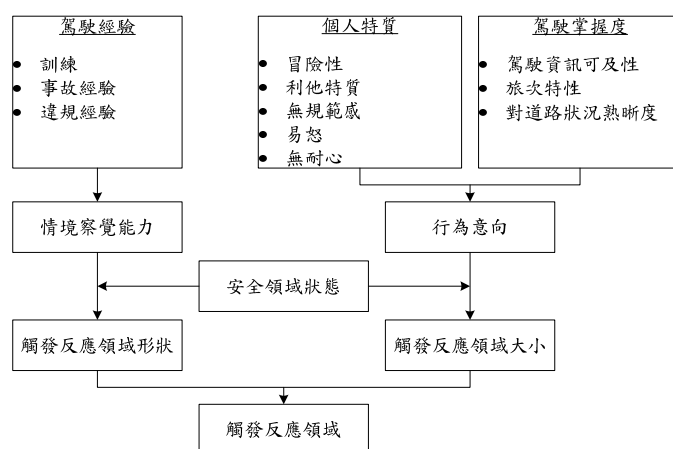 駕駛經驗
訓練
事故經驗
違規經驗
個人特質
冒險性
利他特質
無規範感
易怒
無耐心
駕駛掌握度
駕駛資訊可及性
旅次特性
對道路狀況熟晰度
情境察覺能力
行為意向
安全領域狀態
觸發反應領域形狀
觸發反應領域大小
觸發反應領域